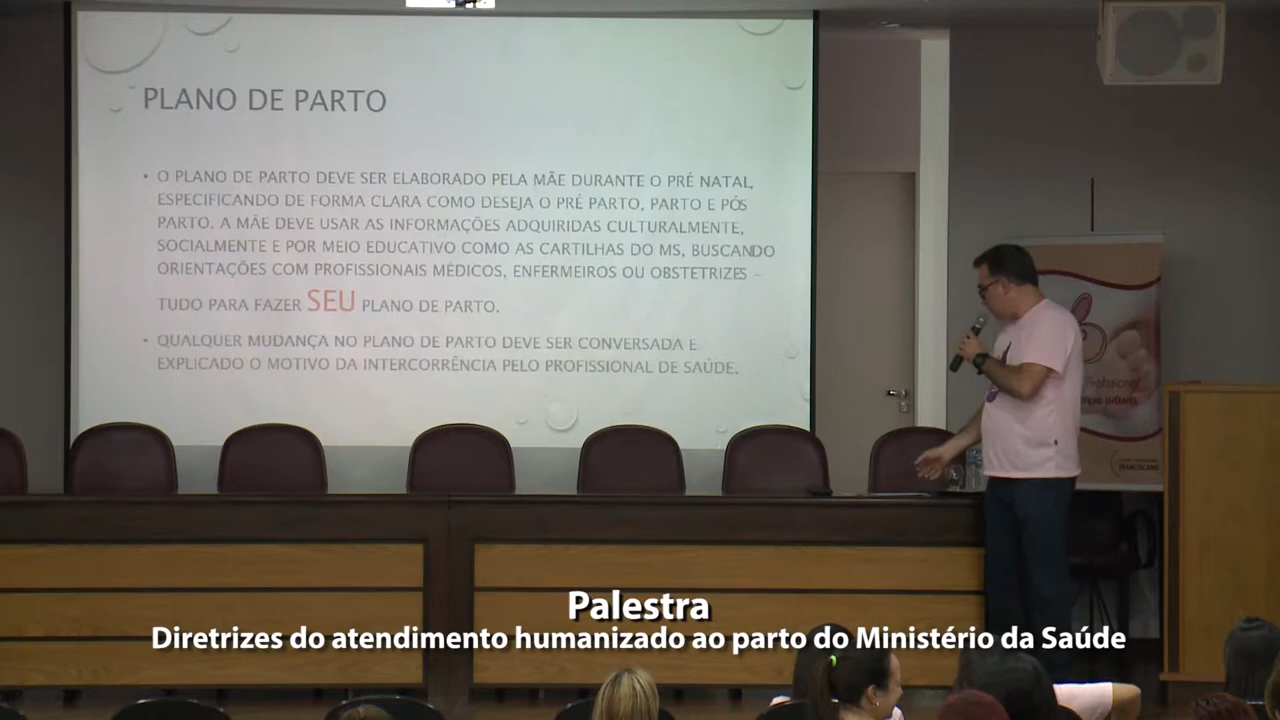 PLANO DE PARTO
• O PLANO DE PARTO DEVE SER ELABORADO PELA MÃE DURANTE O PRÉ NATAL,
ESPECIFICANDO DE FORMA CLARA COMO DESEJA O PRÉ PARTO, PARTO E PÓS
PARTO. A MÃE DEVE USAR AS INFORMAÇÕES ADQUIRIDAS CULTURALMENTE,
SOCIALMENTE E POR MEIO EDUCATIVO COMO AS CARTILHAS DO MS, BUSCANDO
ORIENTAÇÕES COM PROFISSIONAIS MÉDICOS, ENFERMEIROS OU OBSTETRIZES –
TUDO PARA FAZER SEU PLANO DE PARTO.
• QUALQUER MUDANÇA NO PLANO DE PARTO DEVE SER CONVERSADA E
EXPLICADO O MOTIVO DA INTERCORRÊNCIA PELO PROFISSIONAL DE SAÚDE.
Profissional
INFANTIL
FRANCISCANO
Palestra
Diretrizes do atendimento humanizado ao parto do Ministério da Saúde